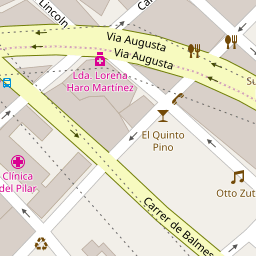 Lincoln
Ca
Via Augusta
Via Augusta
Lda. Lorena
Haro Martínez
El Quinto
Pino
Clínica
del Pilar
Otto Zut
Carrer de Balmes